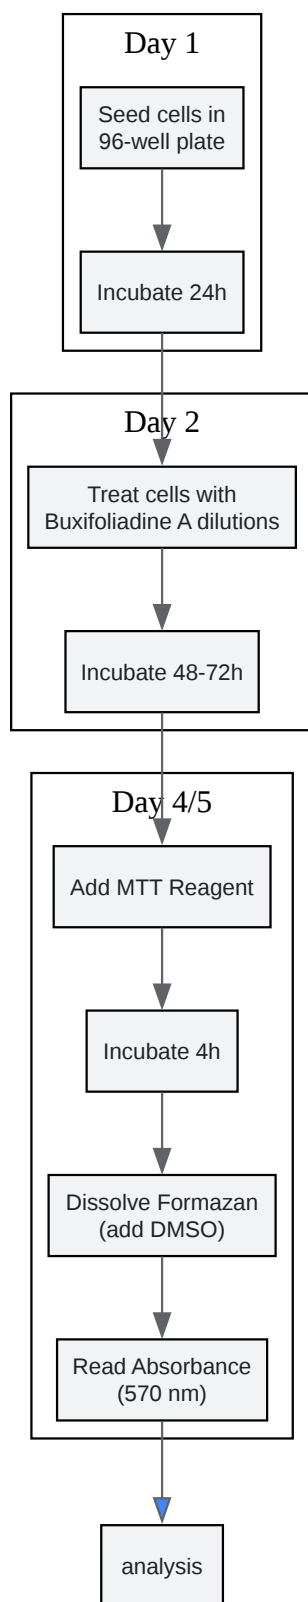 Day 1
Seed cells in
96-well plate
Incubate 24h
Day 2
Treat cells with
Buxifoliadine A dilutions
Incubate 48-72h
Day 4/5
Add MTT Reagent
Incubate 4h
Dissolve Formazan
(add DMSO)
Read Absorbance
(570 nm)
analysis